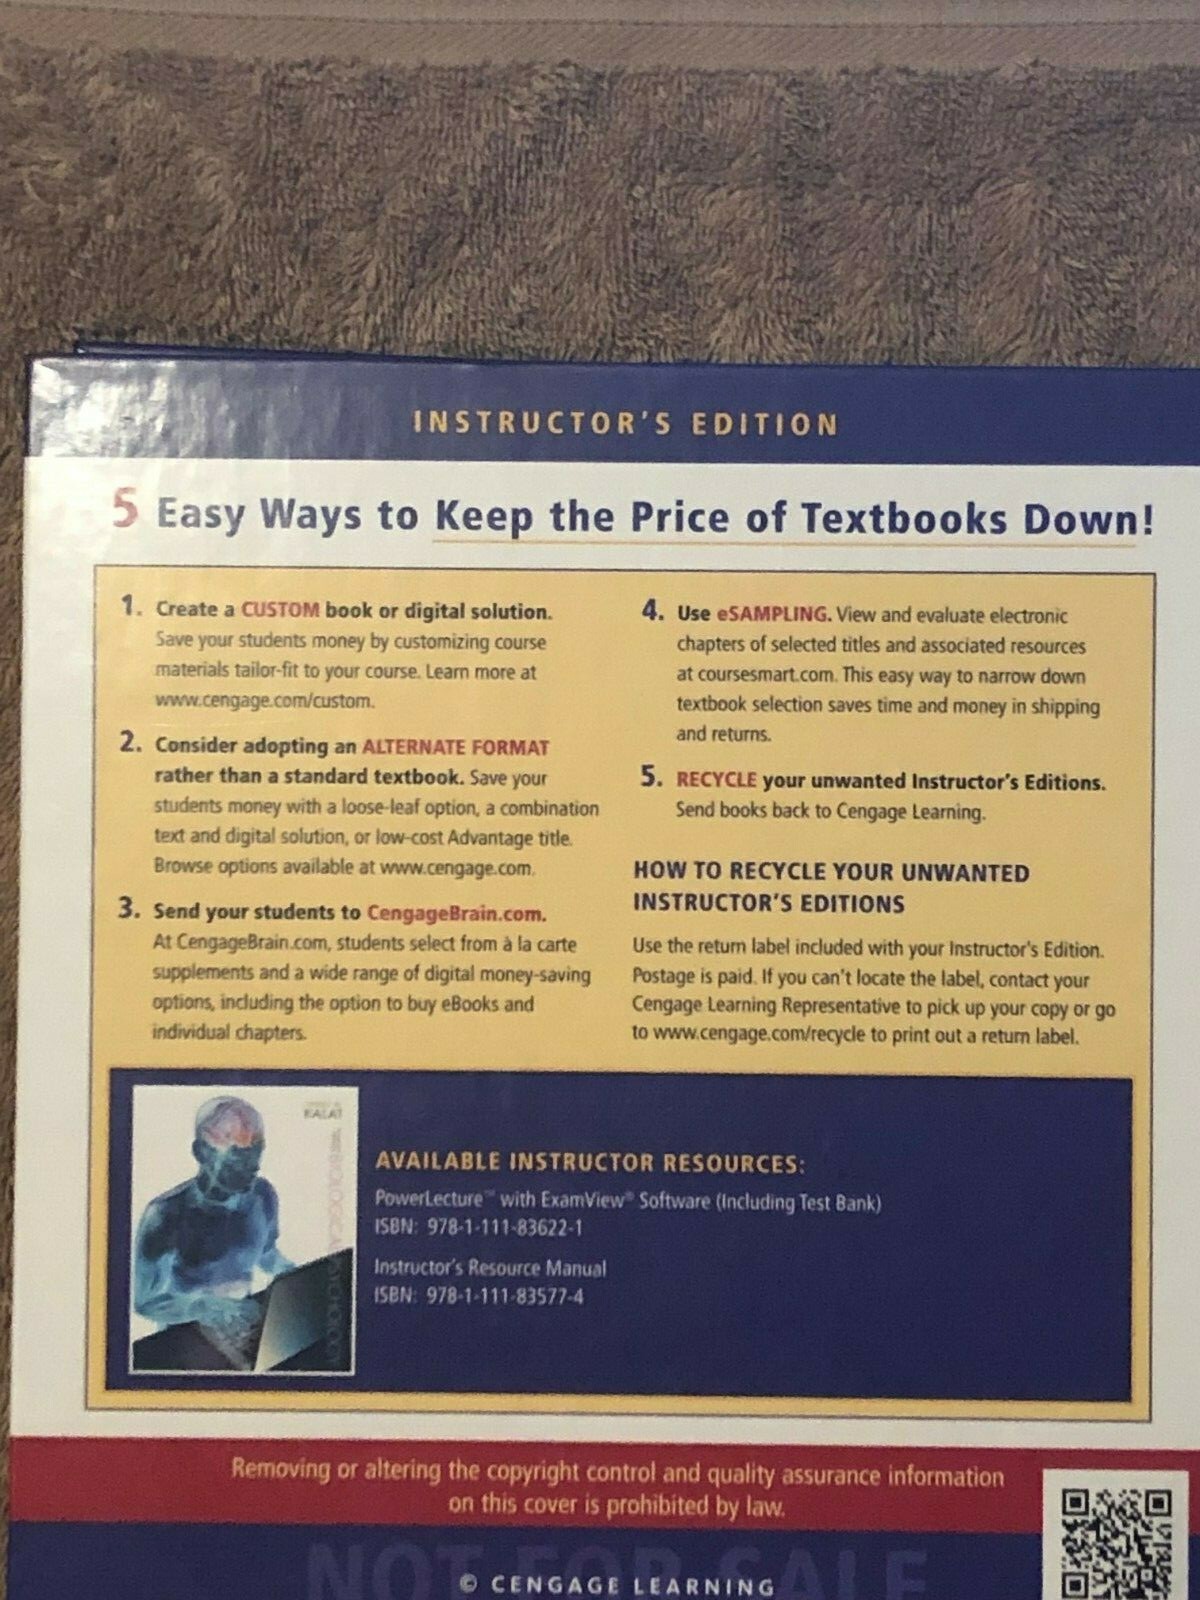 INSTRUCTOR'S EDITION
5 Easy Ways to Keep the Price of Textbooks Down!
1. Create a CUSTOM book or digital solution.
Save your students money by customizing course
materials tailor-fit to your course. Learn more at
www.cengage.com/custom.
2. Consider adopting an ALTERNATE FORMAT
rather than a standard textbook. Save your
students money with a loose-leaf option, a combination
text and digital solution, or low-cost Advantage title.
Browse options available at www.cengage.com.
3. Send your students to CengageBrain.com.
At CengageBrain.com, students select from à la carte
supplements and a wide range of digital money-saving
options, including the option to buy eBooks and
individual chapters.
4. Use eSAMPLING. View and evaluate electronic
chapters of selected titles and associated resources
at coursesmart.com. This easy way to narrow down
textbook selection saves time and money in shipping
and returns.
5. RECYCLE your unwanted Instructor's Editions.
Send books back to Cengage Learning.
HOW TO RECYCLE YOUR UNWANTED
INSTRUCTOR'S EDITIONS
Use the return label included with your Instructor's Edition.
Postage is paid. If you can't locate the label, contact your
Cengage Learning Representative to pick up your copy or go
to www.cengage.com/recycle to print out a return label.
KALAT
AVAILABLE INSTRUCTOR RESOURCES:
PowerLecture™ with ExamView® Software (Including Test Bank)
ISBN: 978-1-111-83622-1
Instructor's Resource Manual
ISBN: 978-1-111-83577-4
Removing or altering the copyright control and quality assurance information
on this cover is prohibited by law.
NOT FOR SALE
© CENGAGE LEARNING